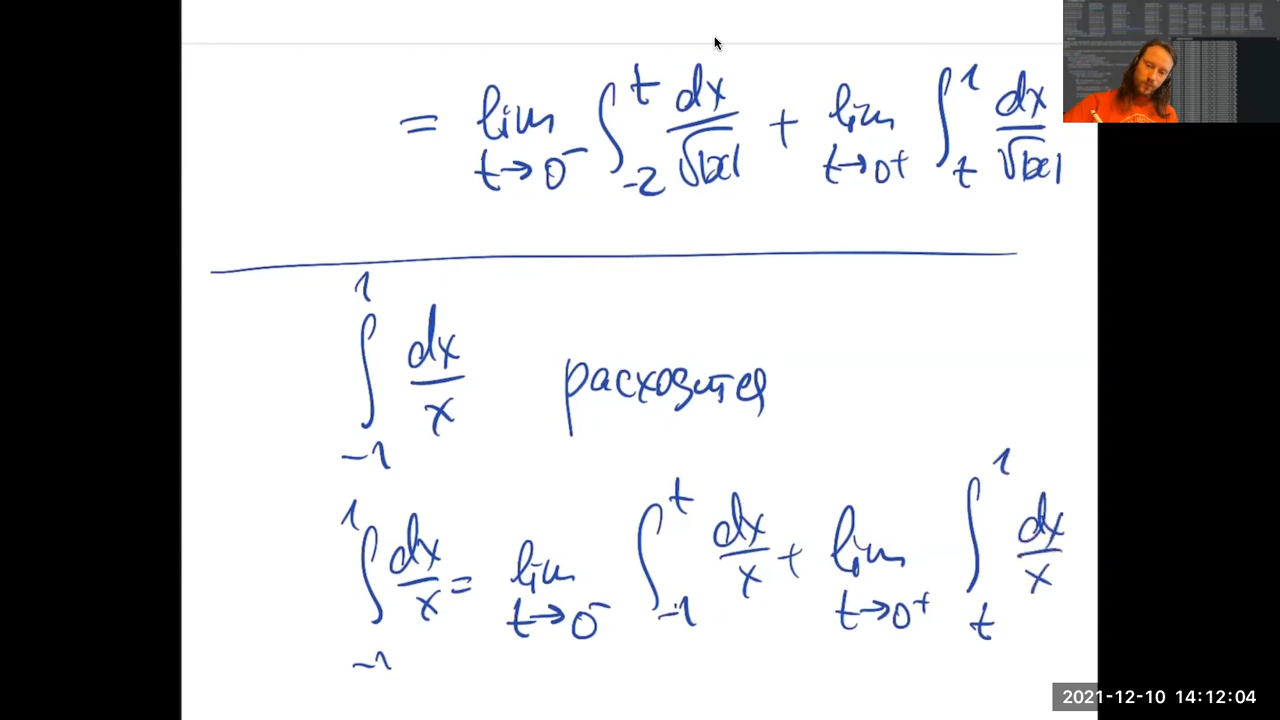 = lim_{t→0⁻} ∫_{-2}^{t} dx/√|x| + lim_{t→0⁺} ∫_{t}^{1} dx/√|x|
∫_{-1}^{1} dx/x расходится
∫_{-1}^{1} dx/x = lim_{t→0⁻} ∫_{-1}^{t} dx/x + lim_{t→0⁺} ∫_{t}^{1} dx/x
2021-12-10 14:12:04